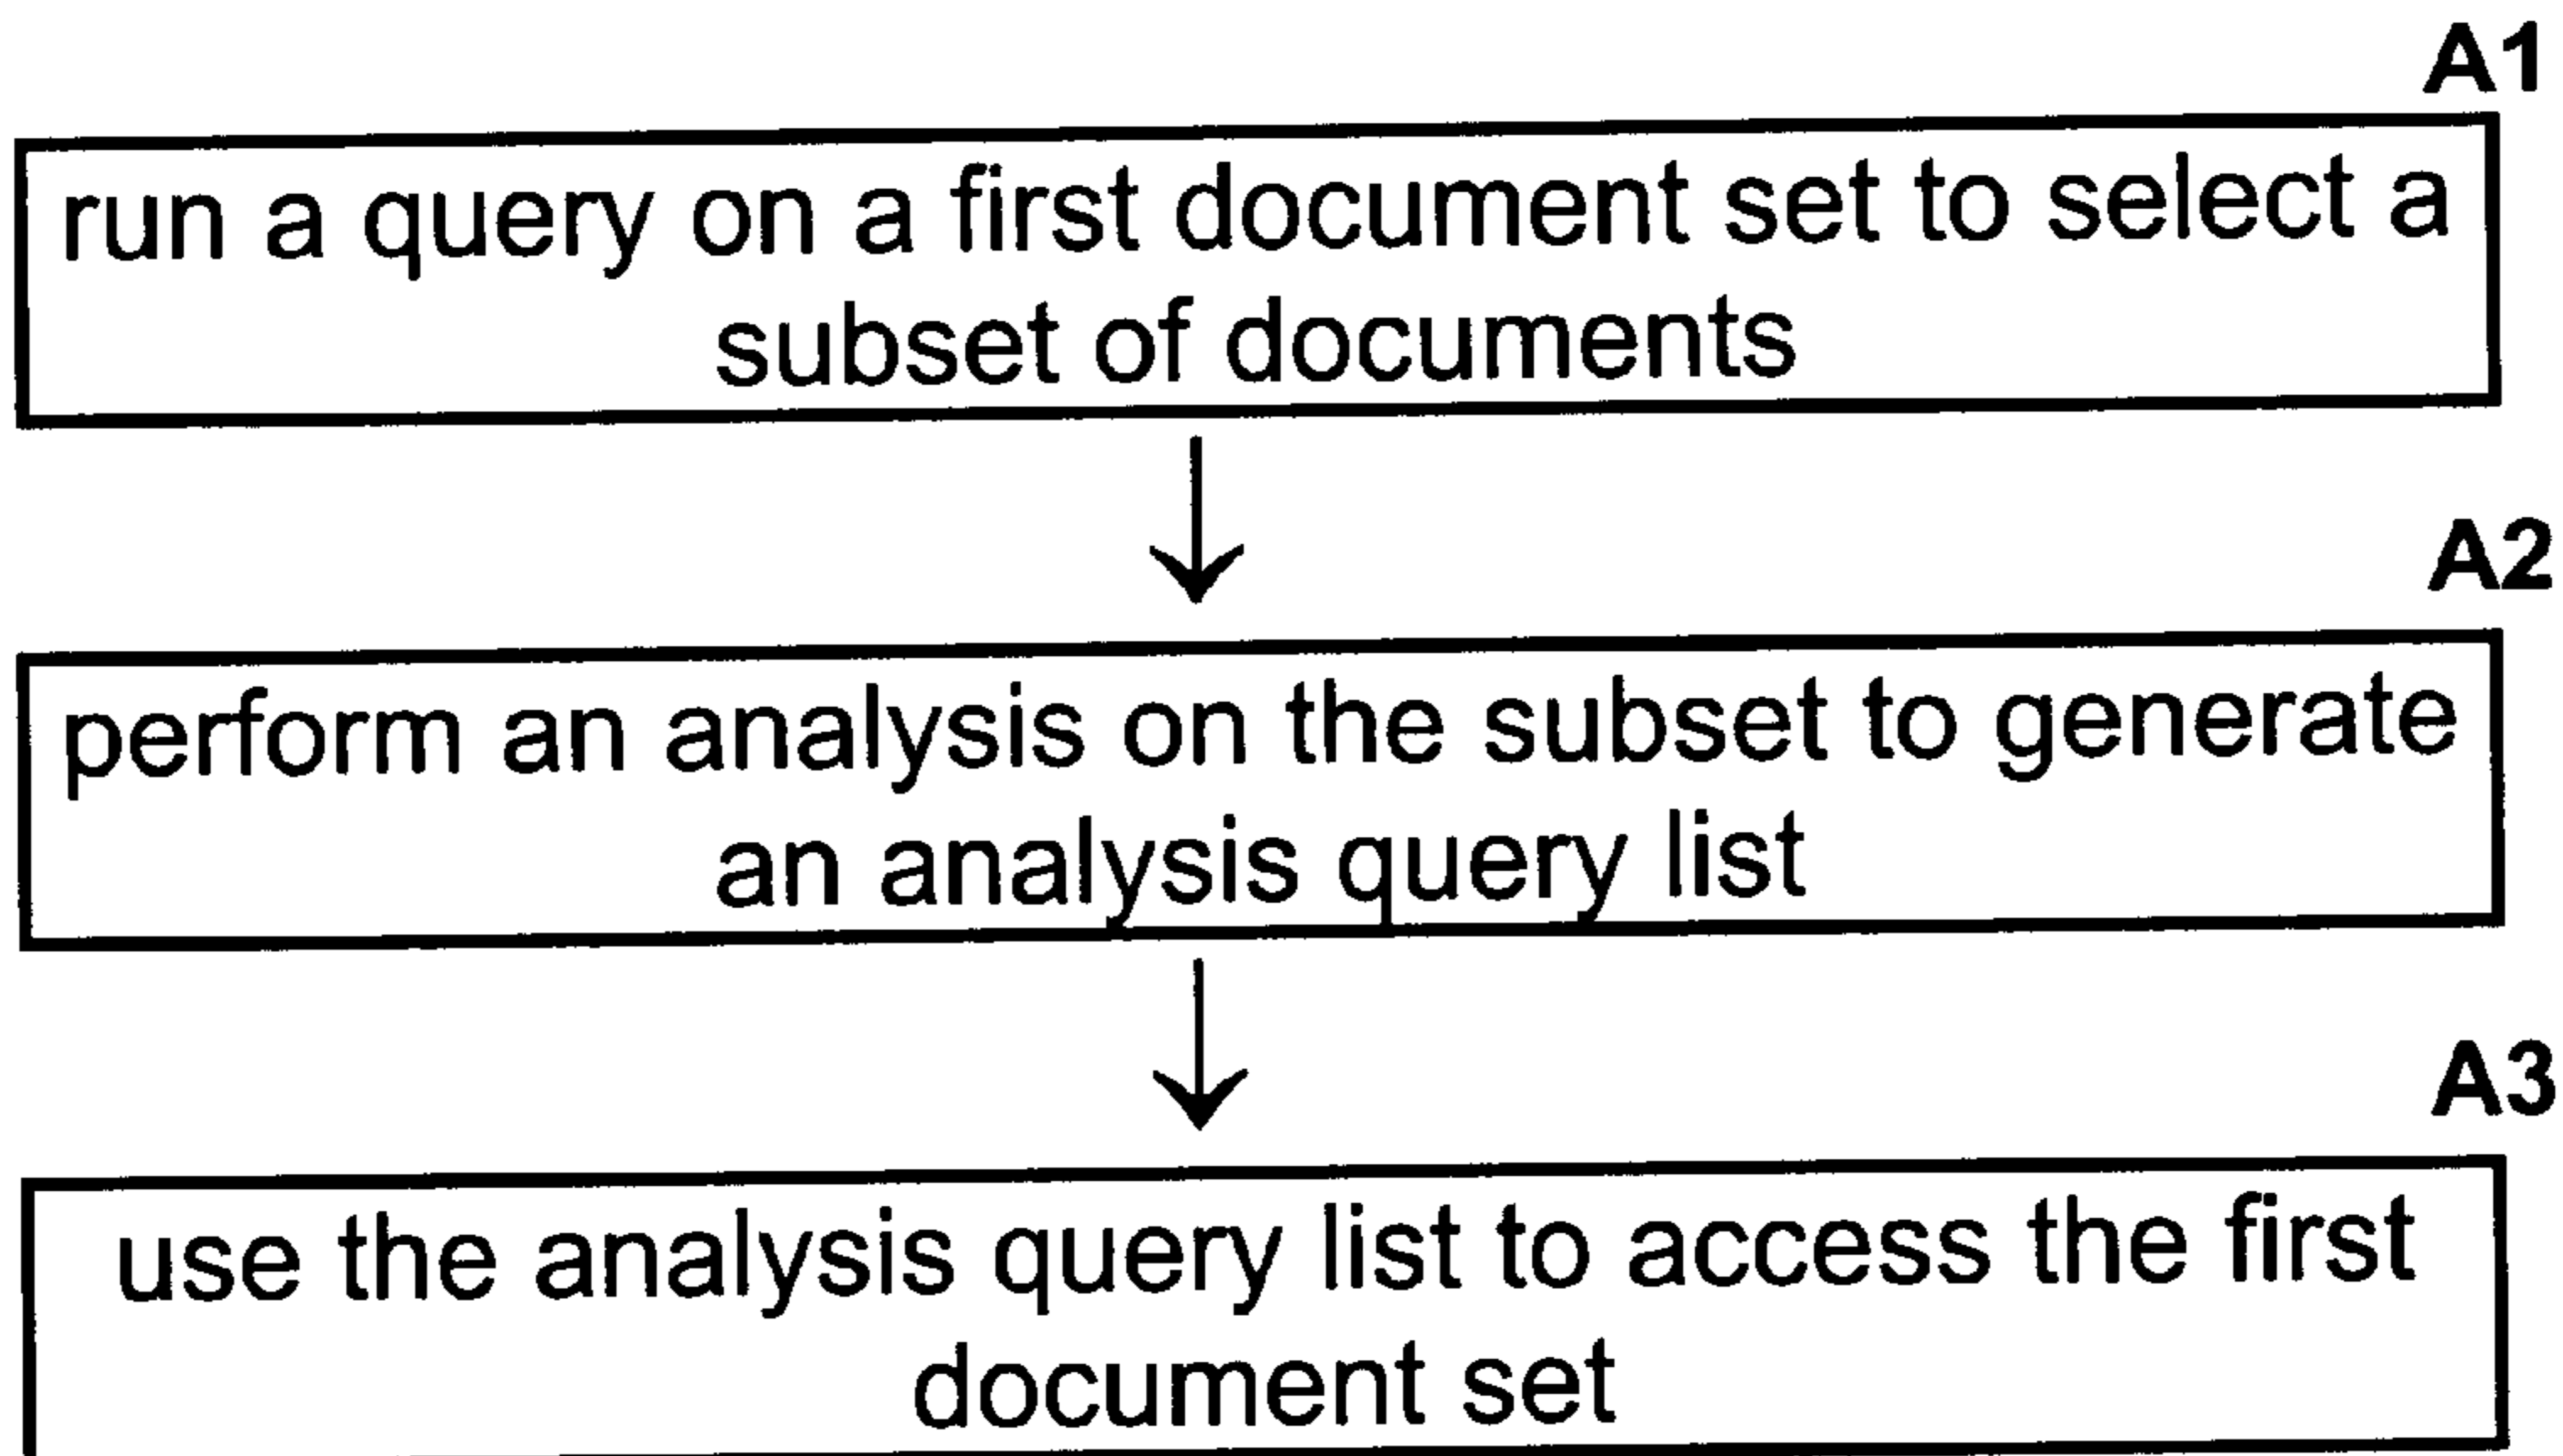 A1
run a query on a first document set to select a
subset of documents
A2
perform an analysis on the subset to generate
an analysis query list
A3
use the analysis query list to access the first
document set